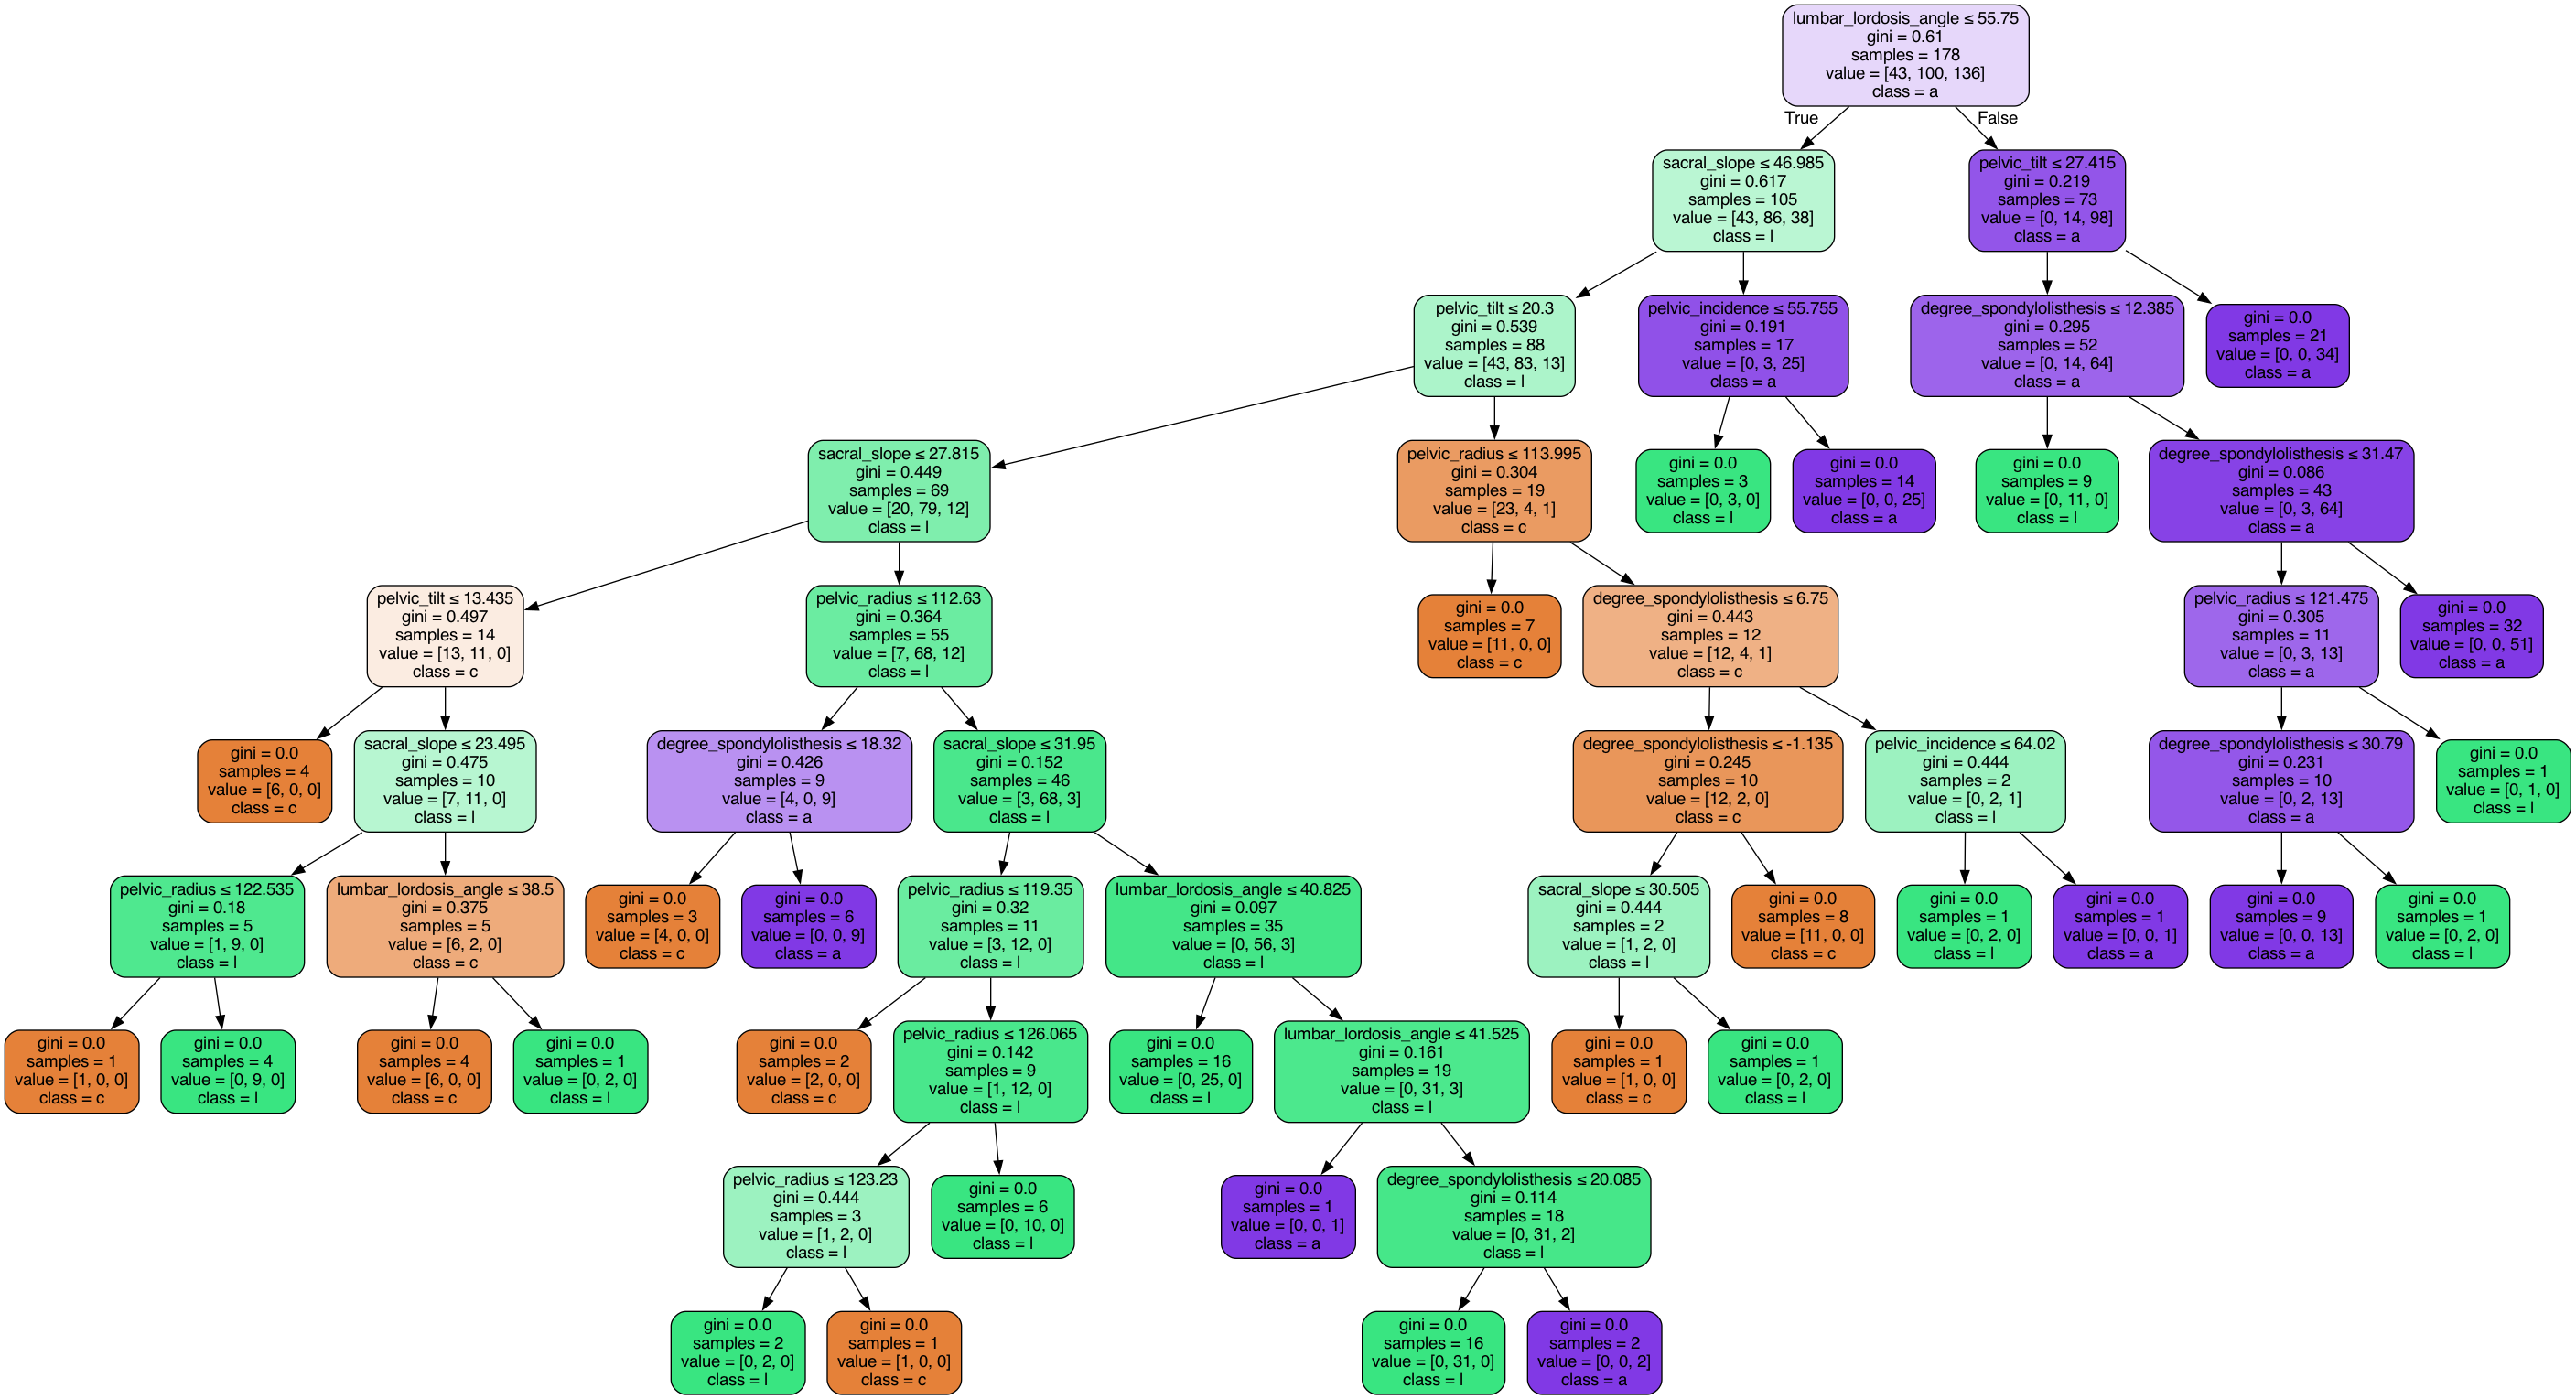 lumbar_lordosis_angle ≤ 55.75
gini = 0.61
samples = 178
value = [43, 100, 136]
class = a
True
False
sacral_slope ≤ 46.985
gini = 0.617
samples = 105
value = [43, 86, 38]
class = l
pelvic_tilt ≤ 27.415
gini = 0.219
samples = 73
value = [0, 14, 98]
class = a
pelvic_tilt ≤ 20.3
gini = 0.539
samples = 88
value = [43, 83, 13]
class = l
pelvic_incidence ≤ 55.755
gini = 0.191
samples = 17
value = [0, 3, 25]
class = a
degree_spondylolisthesis ≤ 12.385
gini = 0.295
samples = 52
value = [0, 14, 64]
class = a
gini = 0.0
samples = 21
value = [0, 0, 34]
class = a
sacral_slope ≤ 27.815
gini = 0.449
samples = 69
value = [20, 79, 12]
class = l
pelvic_radius ≤ 113.995
gini = 0.304
samples = 19
value = [23, 4, 1]
class = c
gini = 0.0
samples = 3
value = [0, 3, 0]
class = l
gini = 0.0
samples = 14
value = [0, 0, 25]
class = a
gini = 0.0
samples = 9
value = [0, 11, 0]
class = l
degree_spondylolisthesis ≤ 31.47
gini = 0.086
samples = 43
value = [0, 3, 64]
class = a
pelvic_tilt ≤ 13.435
gini = 0.497
samples = 14
value = [13, 11, 0]
class = c
pelvic_radius ≤ 112.63
gini = 0.364
samples = 55
value = [7, 68, 12]
class = l
gini = 0.0
samples = 7
value = [11, 0, 0]
class = c
degree_spondylolisthesis ≤ 6.75
gini = 0.443
samples = 12
value = [12, 4, 1]
class = c
pelvic_radius ≤ 121.475
gini = 0.305
samples = 11
value = [0, 3, 13]
class = a
gini = 0.0
samples = 32
value = [0, 0, 51]
class = a
gini = 0.0
samples = 4
value = [6, 0, 0]
class = c
sacral_slope ≤ 23.495
gini = 0.475
samples = 10
value = [7, 11, 0]
class = l
degree_spondylolisthesis ≤ 18.32
gini = 0.426
samples = 9
value = [4, 0, 9]
class = a
sacral_slope ≤ 31.95
gini = 0.152
samples = 46
value = [3, 68, 3]
class = l
degree_spondylolisthesis ≤ -1.135
gini = 0.245
samples = 10
value = [12, 2, 0]
class = c
pelvic_incidence ≤ 64.02
gini = 0.444
samples = 2
value = [0, 2, 1]
class = l
degree_spondylolisthesis ≤ 30.79
gini = 0.231
samples = 10
value = [0, 2, 13]
class = a
gini = 0.0
samples = 1
value = [0, 1, 0]
class = l
pelvic_radius ≤ 122.535
gini = 0.18
samples = 5
value = [1, 9, 0]
class = l
lumbar_lordosis_angle ≤ 38.5
gini = 0.375
samples = 5
value = [6, 2, 0]
class = c
gini = 0.0
samples = 3
value = [4, 0, 0]
class = c
gini = 0.0
samples = 6
value = [0, 0, 9]
class = a
pelvic_radius ≤ 119.35
gini = 0.32
samples = 11
value = [3, 12, 0]
class = l
lumbar_lordosis_angle ≤ 40.825
gini = 0.097
samples = 35
value = [0, 56, 3]
class = l
sacral_slope ≤ 30.505
gini = 0.444
samples = 2
value = [1, 2, 0]
class = l
gini = 0.0
samples = 8
value = [11, 0, 0]
class = c
gini = 0.0
samples = 1
value = [0, 2, 0]
class = l
gini = 0.0
samples = 1
value = [0, 0, 1]
class = a
gini = 0.0
samples = 9
value = [0, 0, 13]
class = a
gini = 0.0
samples = 1
value = [0, 2, 0]
class = l
gini = 0.0
samples = 1
value = [1, 0, 0]
class = c
gini = 0.0
samples = 4
value = [0, 9, 0]
class = l
gini = 0.0
samples = 4
value = [6, 0, 0]
class = c
gini = 0.0
samples = 1
value = [0, 2, 0]
class = l
gini = 0.0
samples = 2
value = [2, 0, 0]
class = c
pelvic_radius ≤ 126.065
gini = 0.142
samples = 9
value = [1, 12, 0]
class = l
gini = 0.0
samples = 16
value = [0, 25, 0]
class = l
lumbar_lordosis_angle ≤ 41.525
gini = 0.161
samples = 19
value = [0, 31, 3]
class = l
gini = 0.0
samples = 1
value = [1, 0, 0]
class = c
gini = 0.0
samples = 1
value = [0, 2, 0]
class = l
pelvic_radius ≤ 123.23
gini = 0.444
samples = 3
value = [1, 2, 0]
class = l
gini = 0.0
samples = 6
value = [0, 10, 0]
class = l
gini = 0.0
samples = 1
value = [0, 0, 1]
class = a
degree_spondylolisthesis ≤ 20.085
gini = 0.114
samples = 18
value = [0, 31, 2]
class = l
gini = 0.0
samples = 2
value = [0, 2, 0]
class = l
gini = 0.0
samples = 1
value = [1, 0, 0]
class = c
gini = 0.0
samples = 16
value = [0, 31, 0]
class = l
gini = 0.0
samples = 2
value = [0, 0, 2]
class = a